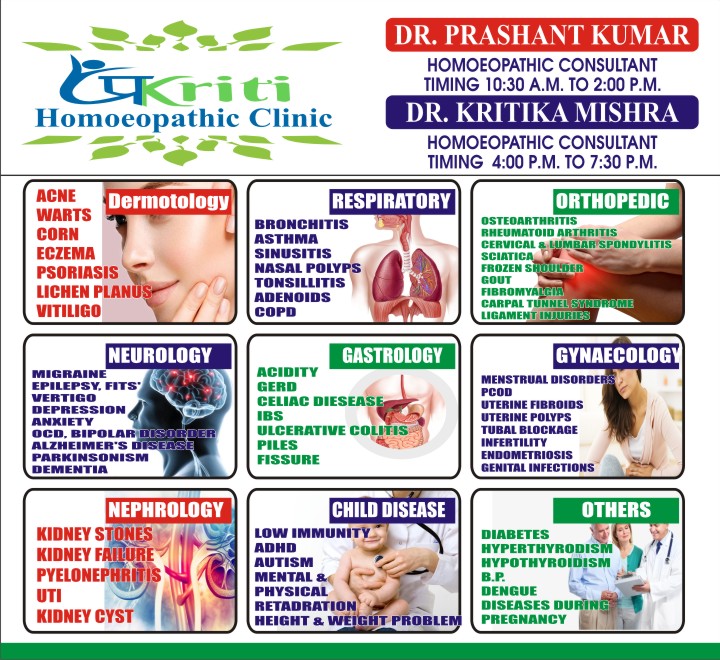 प्रKriti
Homoeopathic Clinic
DR. PRASHANT KUMAR
HOMOEOPATHIC CONSULTANT
TIMING 10:30 A.M. TO 2:00 P.M.
DR. KRITIKA MISHRA
HOMOEOPATHIC CONSULTANT
TIMING 4:00 P.M. TO 7:30 P.M.
Dermotology
ACNE
WARTS
CORN
ECZEMA
PSORIASIS
LICHEN PLANUS
VITILIGO
RESPIRATORY
BRONCHITIS
ASTHMA
SINUSITIS
NASAL POLYPS
TONSILLITIS
ADENOIDS
COPD
ORTHOPEDIC
OSTEOARTHRITIS
RHEUMATOID ARTHRITIS
CERVICAL & LUMBAR SPONDYLITIS
SCIATICA
FROZEN SHOULDER
GOUT
FIBROMYALGIA
CARPAL TUNNEL SYNDROME
LIGAMENT INJURIES
NEUROLOGY
MIGRAINE
EPILEPSY, FITS'
VERTIGO
DEPRESSION
ANXIETY
OCD, BIPOLAR DISORDER
ALZHEIMER'S DISEASE
PARKINSONISM
DEMENTIA
GASTROLOGY
ACIDITY
GERD
CELIAC DIESEASE
IBS
ULCERATIVE COLITIS
PILES
FISSURE
GYNAECOLOGY
MENSTRUAL DISORDERS
PCOD
UTERINE FIBROIDS
UTERINE POLYPS
TUBAL BLOCKAGE
INFERTILITY
ENDOMETRIOSIS
GENITAL INFECTIONS
NEPHROLOGY
KIDNEY STONES
KIDNEY FAILURE
PYELONEPHRITIS
UTI
KIDNEY CYST
CHILD DISEASE
LOW IMMUNITY
ADHD
AUTISM
MENTAL &
PHYSICAL
RETADRATION
HEIGHT & WEIGHT PROBLEM
OTHERS
DIABETES
HYPERTHYRODISM
HYPOTHYROIDISM
B.P.
DENGUE
DISEASES DURING
PREGNANCY